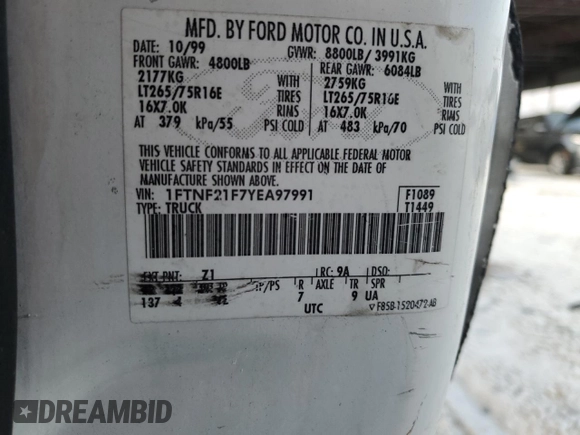 MFD. BY FORD MOTOR CO. IN U.S.A.
DATE: 10/99 GVWR: 8800LB/ 3991KG
FRONT GAWR: 4800LB REAR GAWR: 6084LB
2177KG WITH 2759KG WITH
LT265/75R16E TIRES LT265/75R16E TIRES
16X7.0K RIMS 16X7.0K RIMS
AT 379 kPa/55 PSI COLD AT 483 kPa/70 PSI COLD
THIS VEHICLE CONFORMS TO ALL APPLICABLE FEDERAL MOTOR
VEHICLE SAFETY STANDARDS IN EFFECT ON THE DATE OF
MANUFACTURE SHOWN ABOVE.
VIN: 1FTNF21F7YEA97991 F1089
TYPE: TRUCK T1449
EXT PNT: Z1 RC: 9A DSO:
TP/PS R AXLE TR SPR
137 7 9 UA
UTC F85B-1520472-AB
DREAMBID